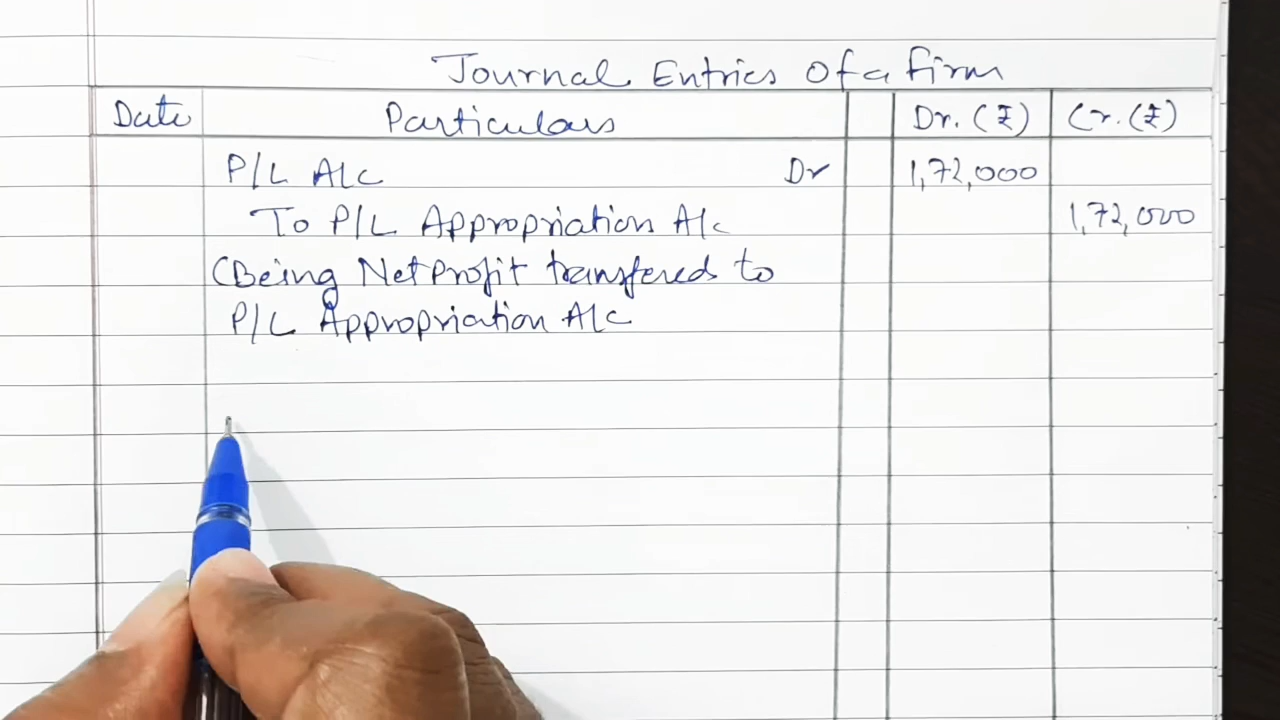 Journal Entries Of a firm
Date Particulars Dr. (₹) Cr. (₹)
P/L A/c Dr 1,72,000
To P/L Appropriation A/c 1,72,000
(Being Net Profit transfered to
P/L Appropriation A/c